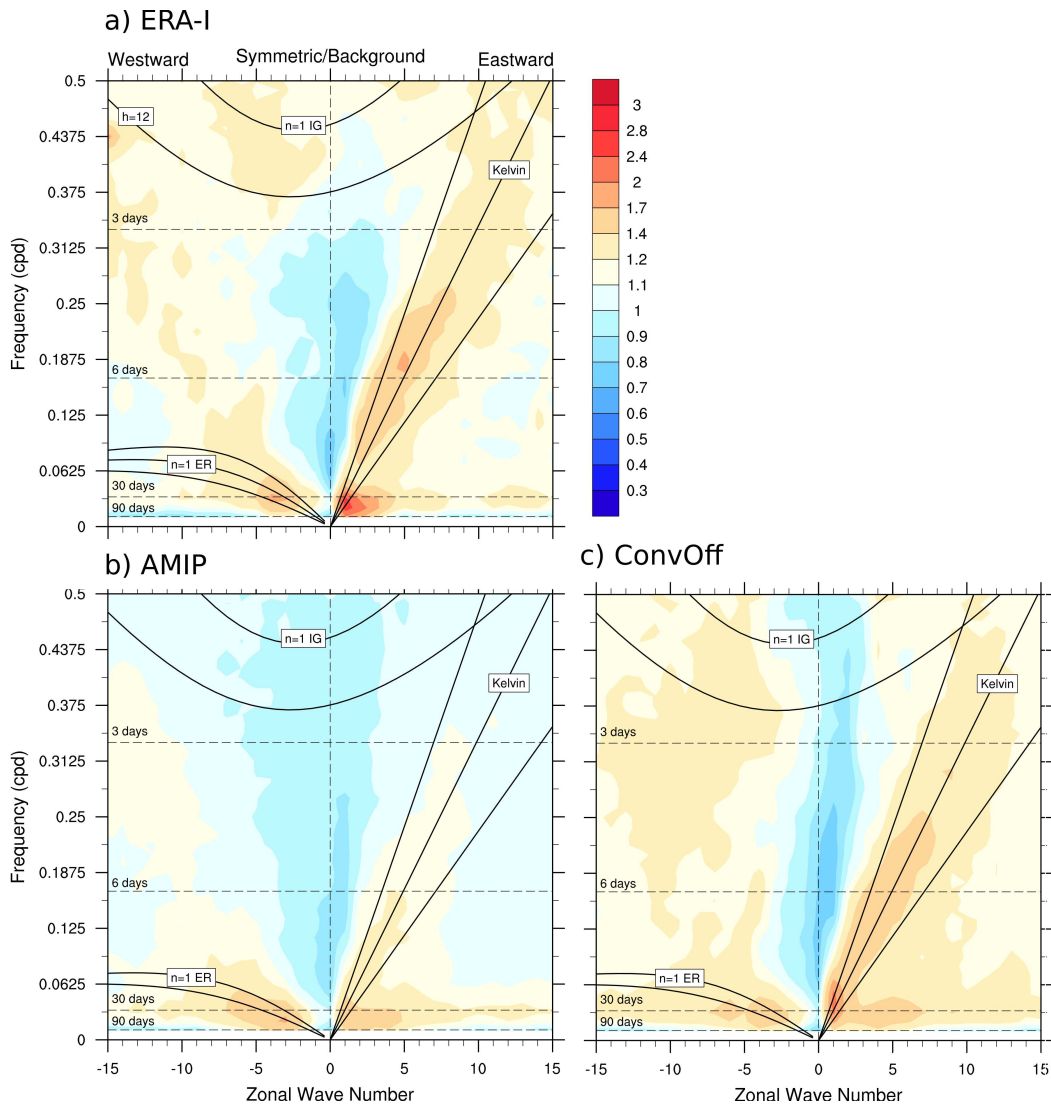 a) ERA-I
Westward Symmetric/Background Eastward
0.5
h=12
n=1 IG
0.4375
Kelvin
0.375
3 days
0.3125
Frequency (cpd)
0.25
0.1875
6 days
0.125
n=1 ER
0.0625
30 days
90 days
0
3
2.8
2.4
2
1.7
1.4
1.2
1.1
1
0.9
0.8
0.7
0.6
0.5
0.4
0.3
b) AMIP
0.5
n=1 IG
0.4375
Kelvin
0.375
3 days
0.3125
Frequency (cpd)
0.25
0.1875
6 days
0.125
n=1 ER
0.0625
30 days
90 days
0
-15 -10 -5 0 5 10 15
Zonal Wave Number
c) ConvOff
n=1 IG
Kelvin
3 days
6 days
n=1 ER
30 days
90 days
-15 -10 -5 0 5 10 15
Zonal Wave Number